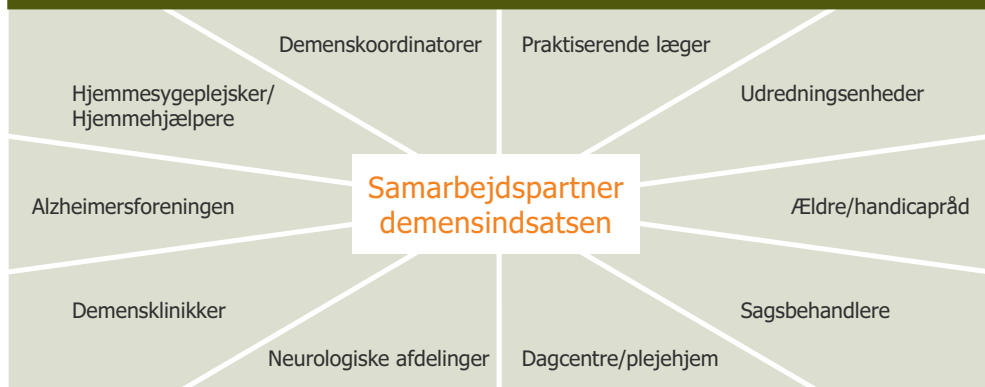 Demenskoordinatorer
Praktiserende læger
Hjemmesygeplejsker/
Hjemmehjælpere
Udredningsenheder
Samarbejdspartner
demensindsatsen
Alzheimersforeningen
Ældre/handicapråd
Demensklinikker
Sagsbehandlere
Neurologiske afdelinger
Dagcentre/plejehjem